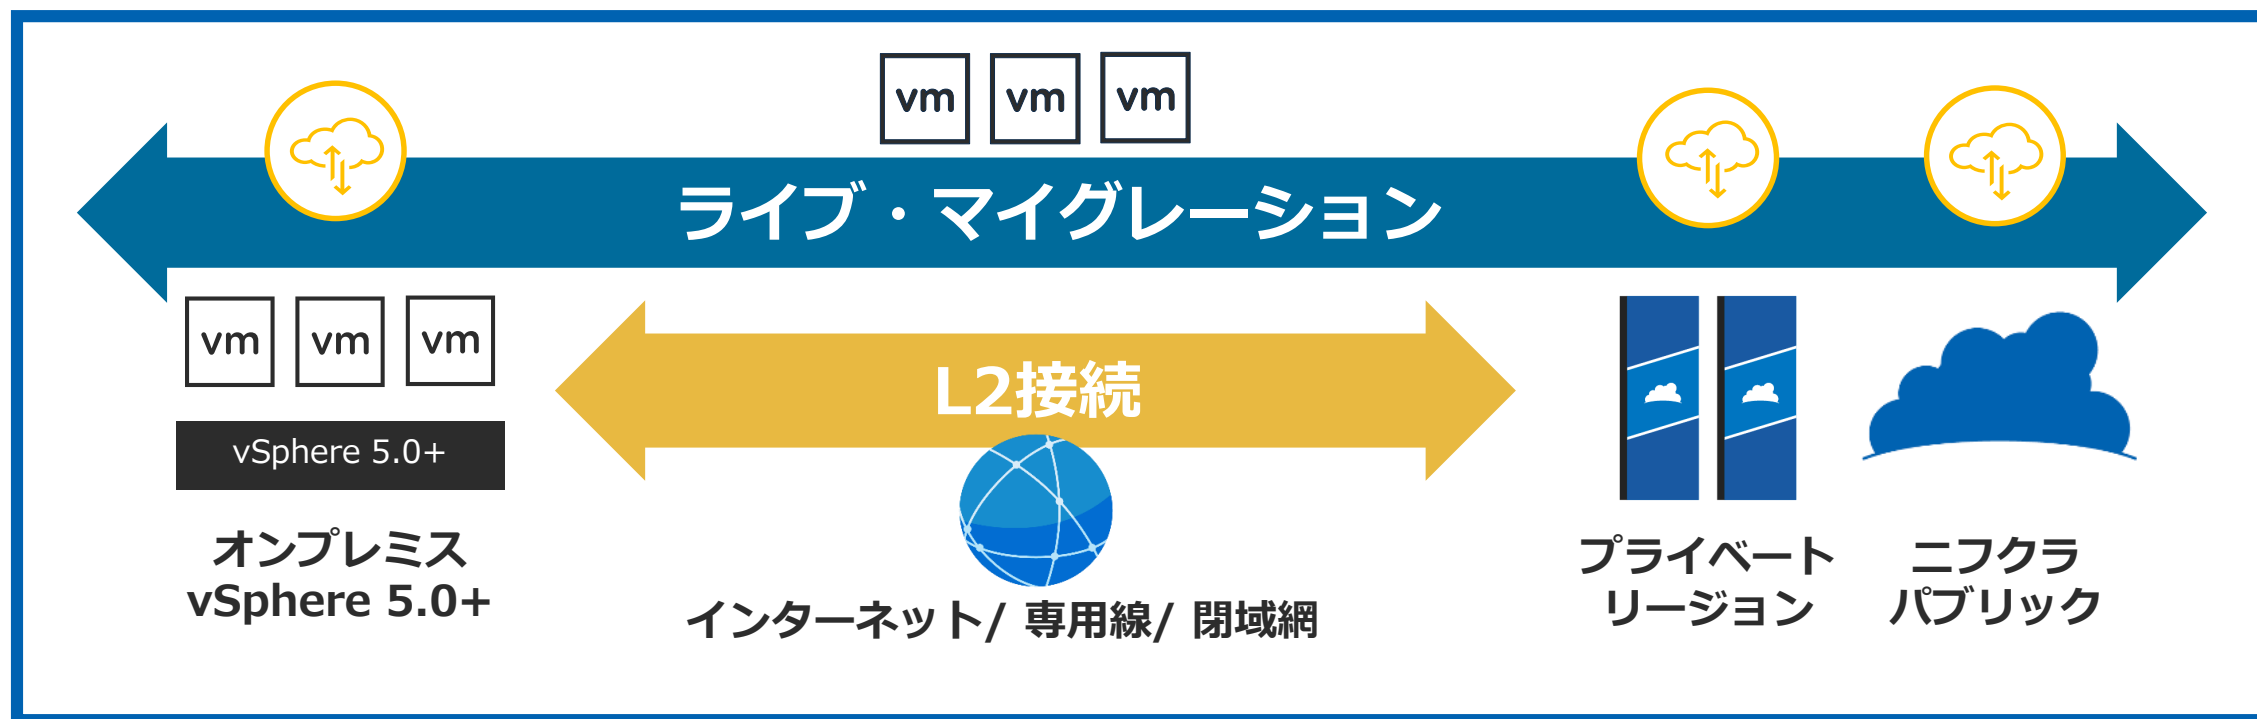 vm vm vm
ライブ・マイグレーション
vm vm vm
L2接続
vSphere 5.0+
オンプレミス
vSphere 5.0+
インターネット/ 専用線/ 閉域網
プライベート
リージョン
ニフクラ
パブリック